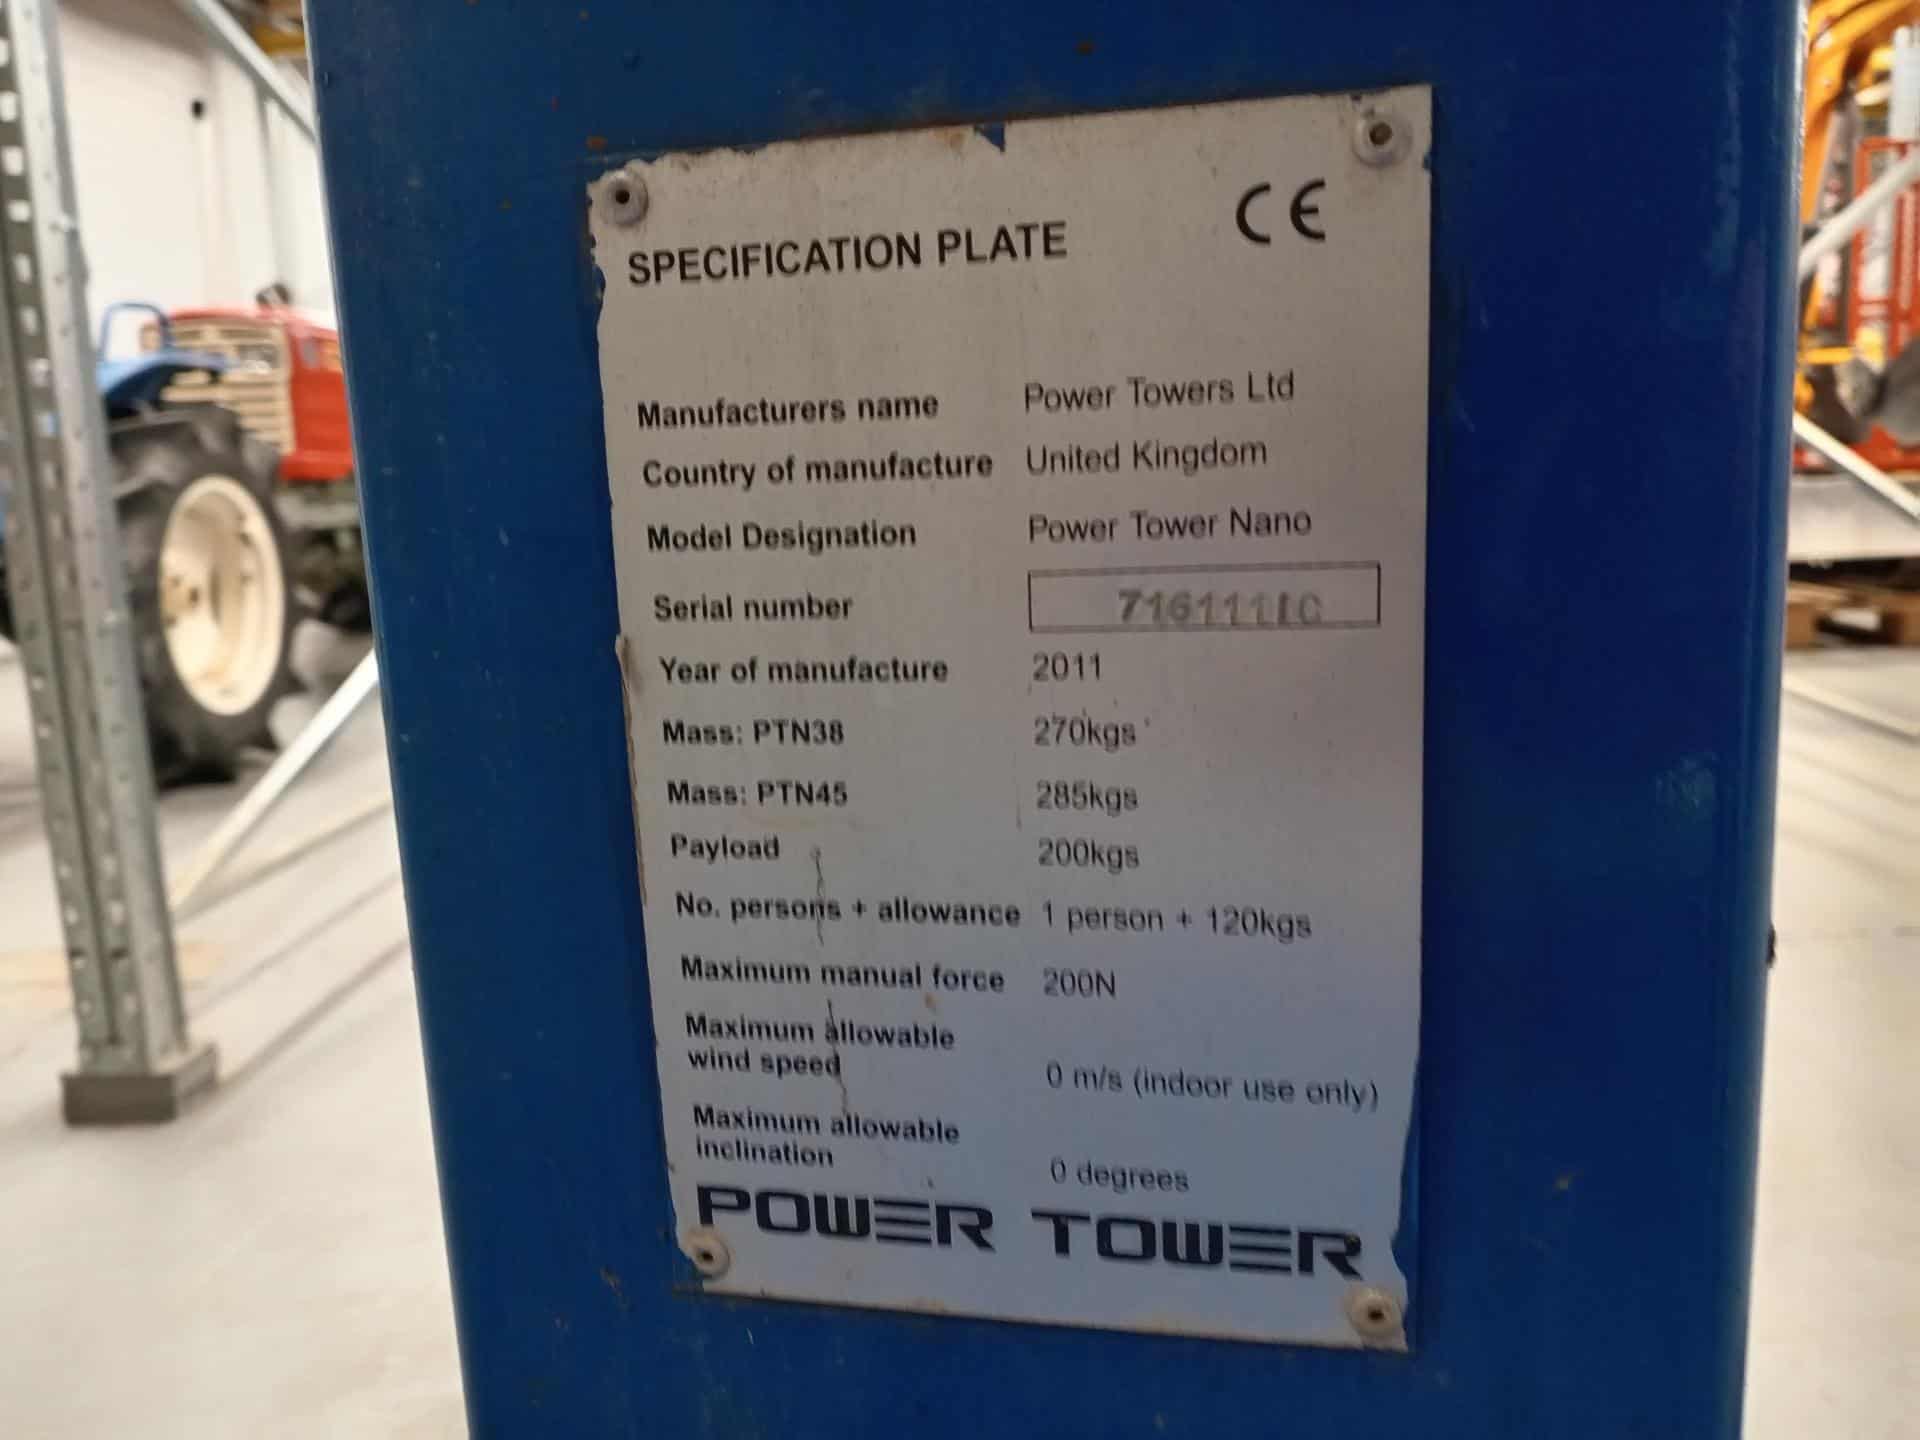 CE
SPECIFICATION PLATE
Manufacturers name Power Towers Ltd
Country of manufacture United Kingdom
Model Designation Power Tower Nano
Serial number
Year of manufacture 2011
Mass: PTN38 270kgs
Mass: PTN45 285kgs
Payload 200kgs
No. persons + allowance 1 person + 120kgs
Maximum manual force 200N
Maximum allowable
wind speed 0 m/s (indoor use only)
Maximum allowable
inclination 0 degrees
POWER TOWER